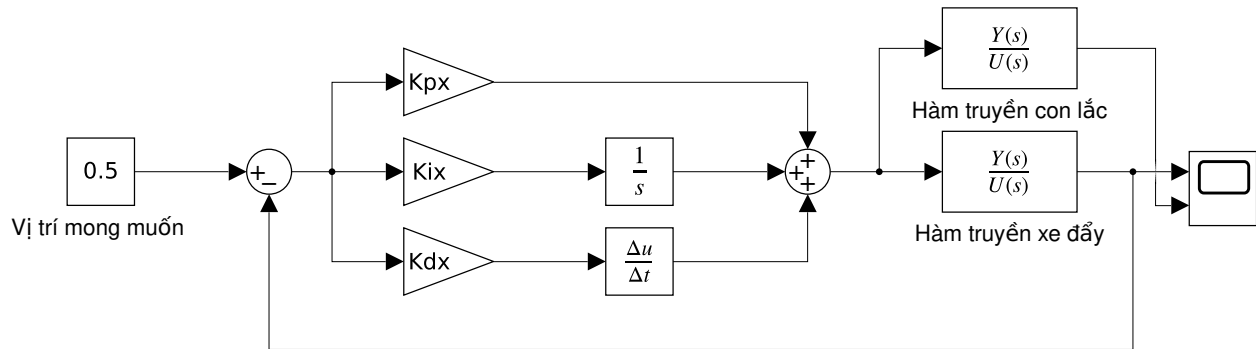 Y(s)
U(s)
Hàm truyền con lắc
Kpx
0.5
+
−
Kix
1
s
+
+
+
Y(s)
U(s)
Vị trí mong muốn
Hàm truyền xe đẩy
Kdx
Δu
Δt